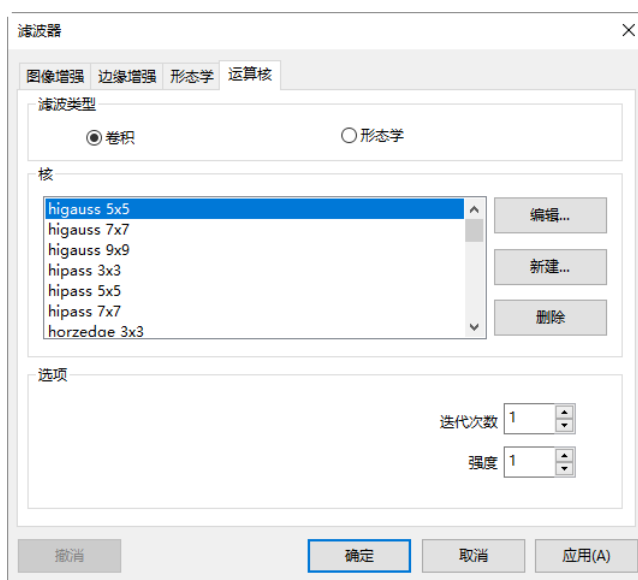 滤波器
图像增强 边缘增强 形态学 运算核
滤波类型
卷积 形态学
核
higauss 5x5
higauss 7x7
higauss 9x9
hipass 3x3
hipass 5x5
hipass 7x7
horzedge 3x3
编辑...
新建...
删除
选项
迭代次数 1
强度 1
撤消 确定 取消 应用(A)